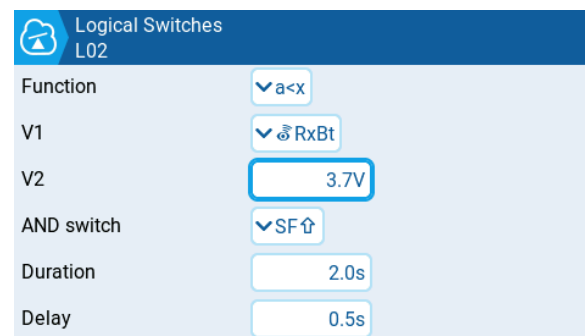 Logical Switches
L02
Function a<x
V1 RxBt
V2 3.7V
AND switch SF⇧
Duration 2.0s
Delay 0.5s